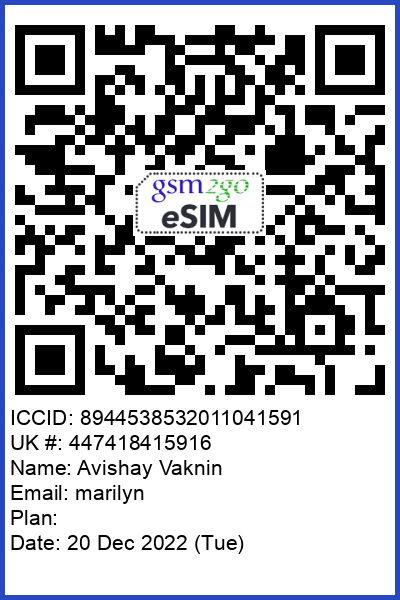 gsm2go
eSIM
ICCID: 8944538532011041591
UK #: 447418415916
Name: Avishay Vaknin
Email: marilyn
Plan:
Date: 20 Dec 2022 (Tue)